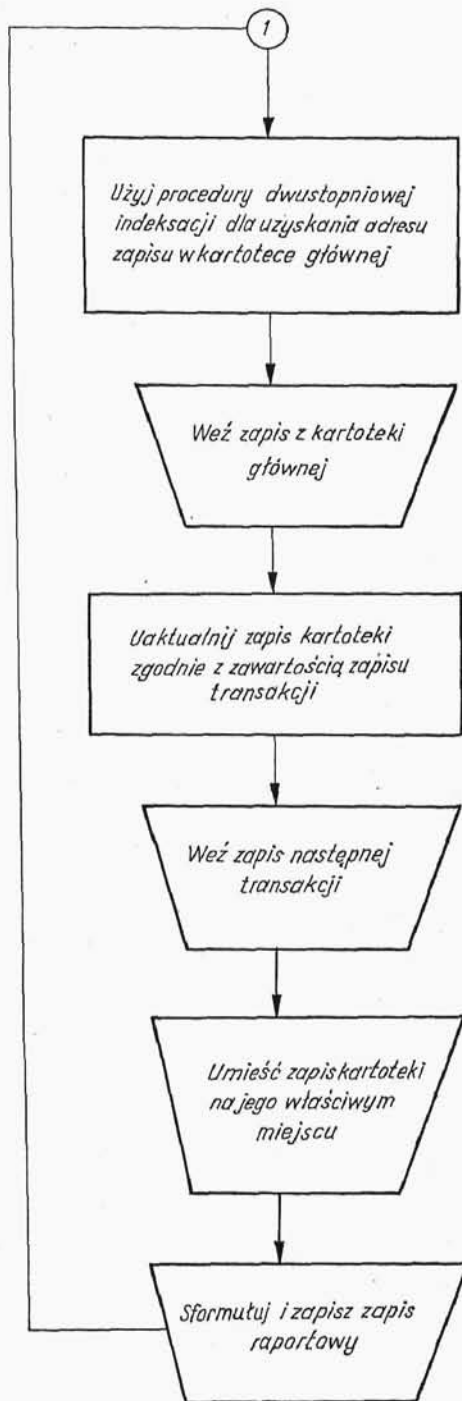 1
Użyj procedury dwustopniowej
indeksacji dla uzyskania adresu
zapisu w kartotece głównej
Weź zapis z kartoteki
głównej
Uaktualnij zapis kartoteki
zgodnie z zawartością zapisu
transakcji
Weź zapis następnej
transakcji
Umieść zapis kartoteki
na jego właściwym
miejscu
Sformułuj i zapisz zapis
raportowy